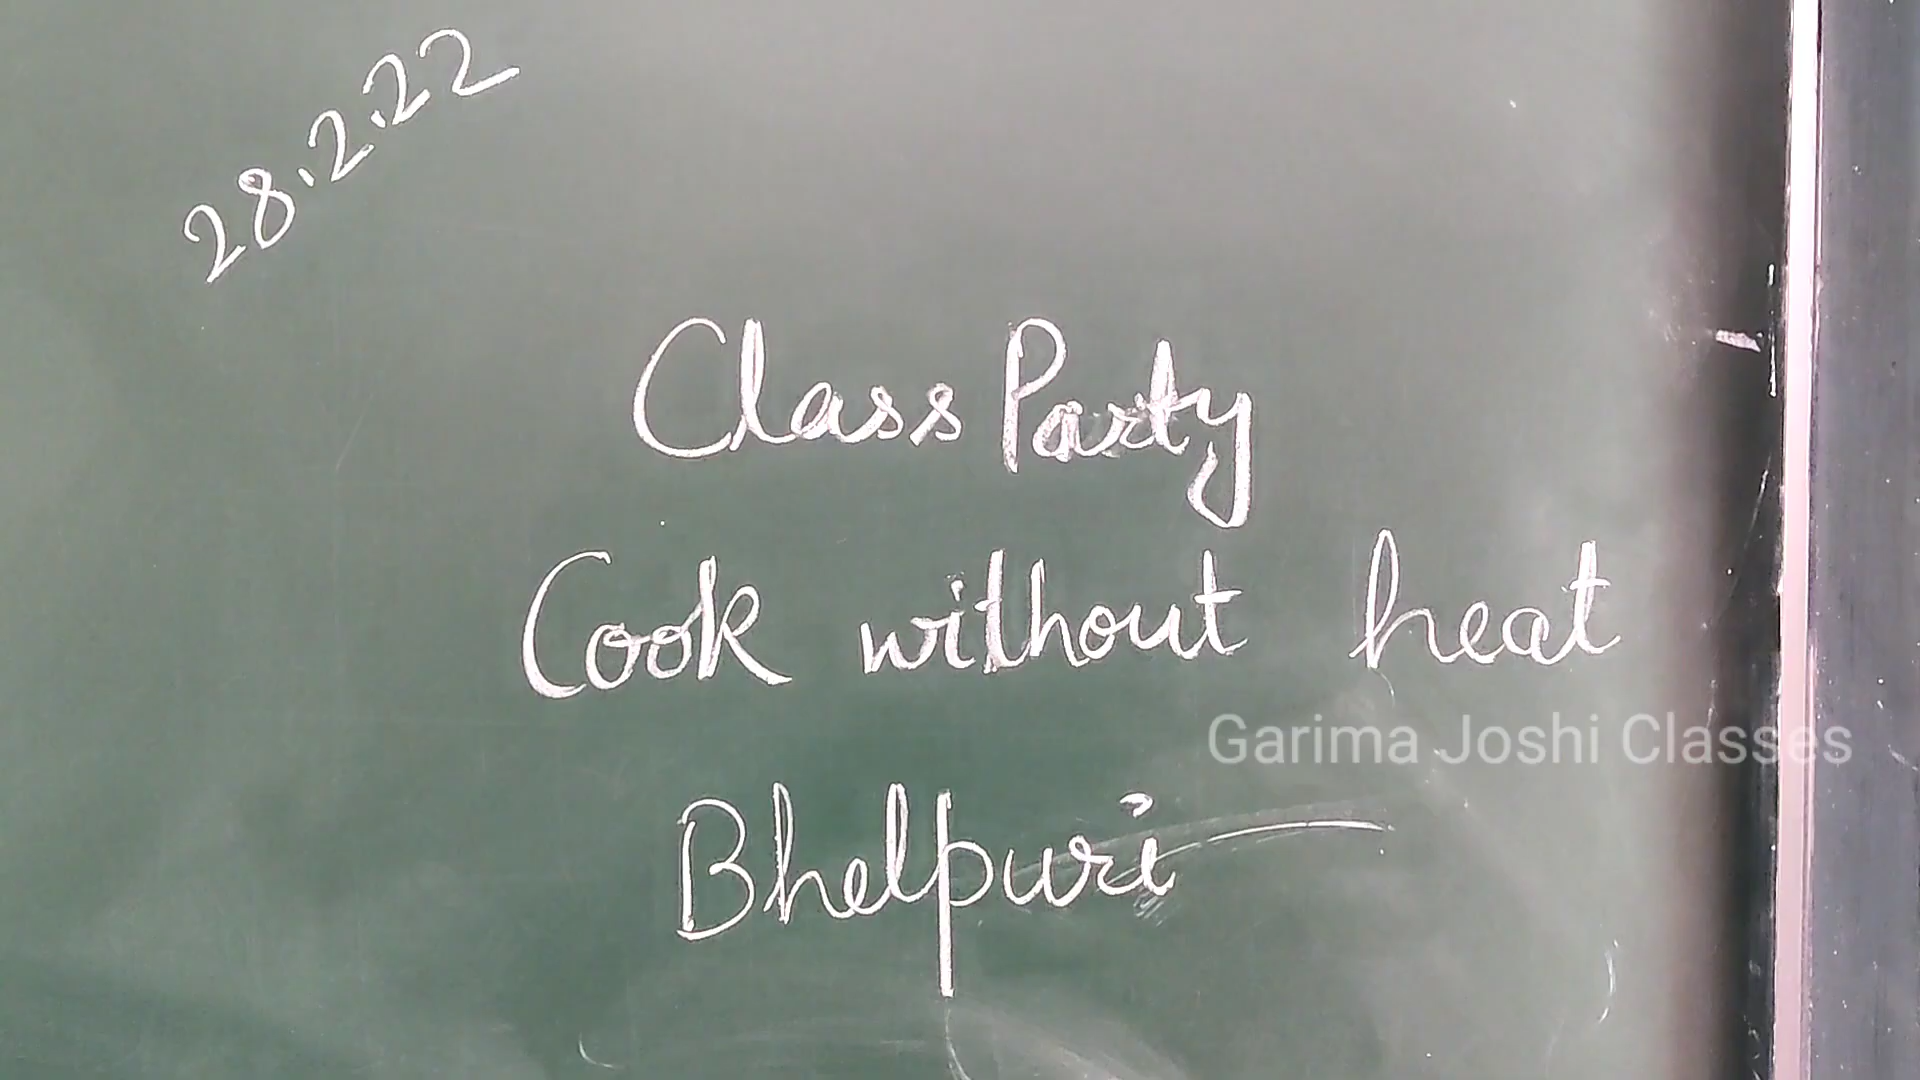 28.2.22
Class Party
Cook without heat
Garima Joshi Classes
Bhelpuri